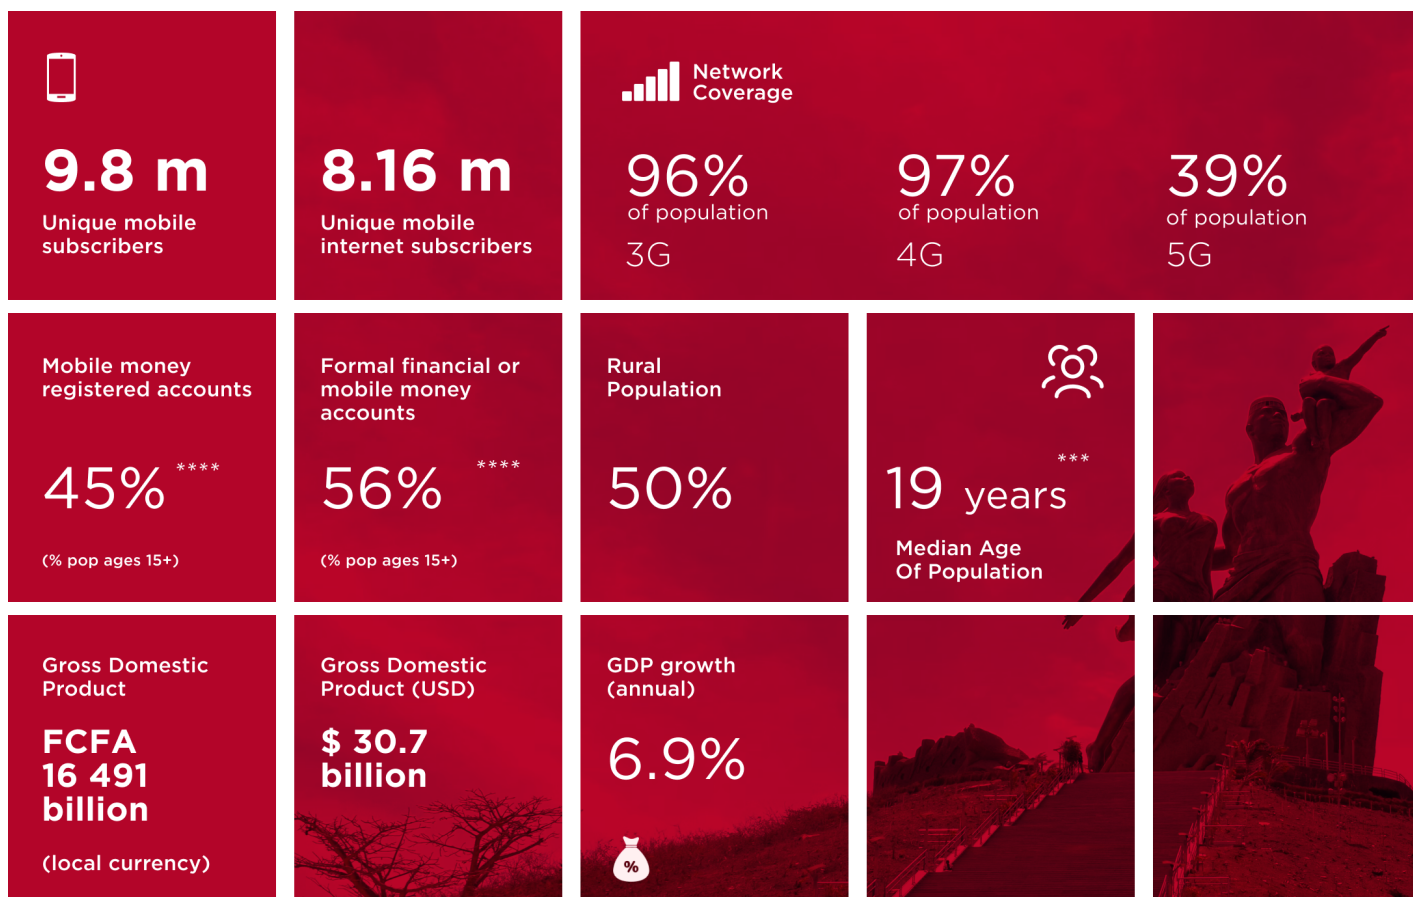 9.8 m
Unique mobile
subscribers
8.16 m
Unique mobile
internet subscribers
Network
Coverage
96%
of population
3G
97%
of population
4G
39%
of population
5G
Mobile money
registered accounts
45% ****
(% pop ages 15+)
Formal financial or
mobile money
accounts
56% ****
(% pop ages 15+)
Rural
Population
50%
***
19 years
Median Age
Of Population
Gross Domestic
Product
FCFA
16 491
billion
(local currency)
Gross Domestic
Product (USD)
$ 30.7
billion
GDP growth
(annual)
6.9%
%